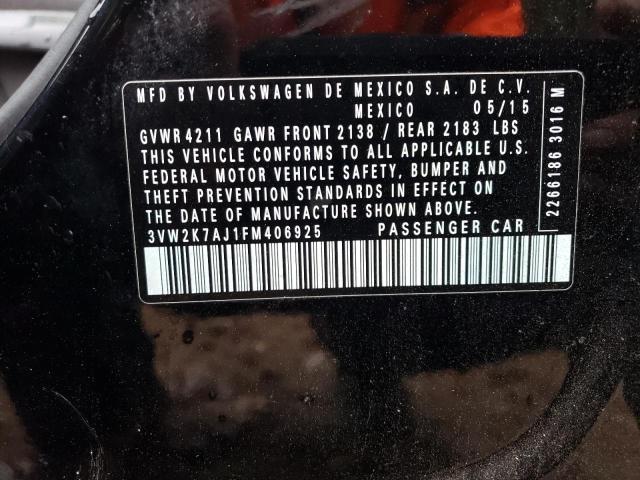 MFD BY VOLKSWAGEN DE MEXICO S.A. DE C.V.
MEXICO 05/15
GVWR 4211 GAWR FRONT 2138 / REAR 2183 LBS
THIS VEHICLE CONFORMS TO ALL APPLICABLE U.S.
FEDERAL MOTOR VEHICLE SAFETY, BUMPER AND
THEFT PREVENTION STANDARDS IN EFFECT ON
THE DATE OF MANUFACTURE SHOWN ABOVE.
3VW2K7AJ1FM406925 PASSENGER CAR
2266186 3016 M